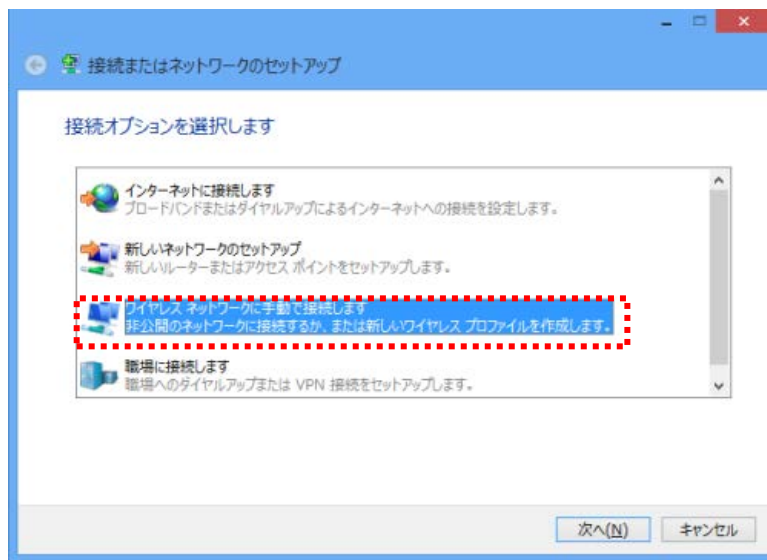 接続またはネットワークのセットアップ
接続オプションを選択します
インターネットに接続します
ブロードバンドまたはダイヤルアップによるインターネットへの接続を設定します。
新しいネットワークのセットアップ
新しいルーターまたはアクセス ポイントをセットアップします。
ワイヤレス ネットワークに手動で接続します
非公開のネットワークに接続するか、または新しいワイヤレス プロファイルを作成します。
職場に接続します
職場へのダイヤルアップまたは VPN 接続をセットアップします。
次へ(N) キャンセル